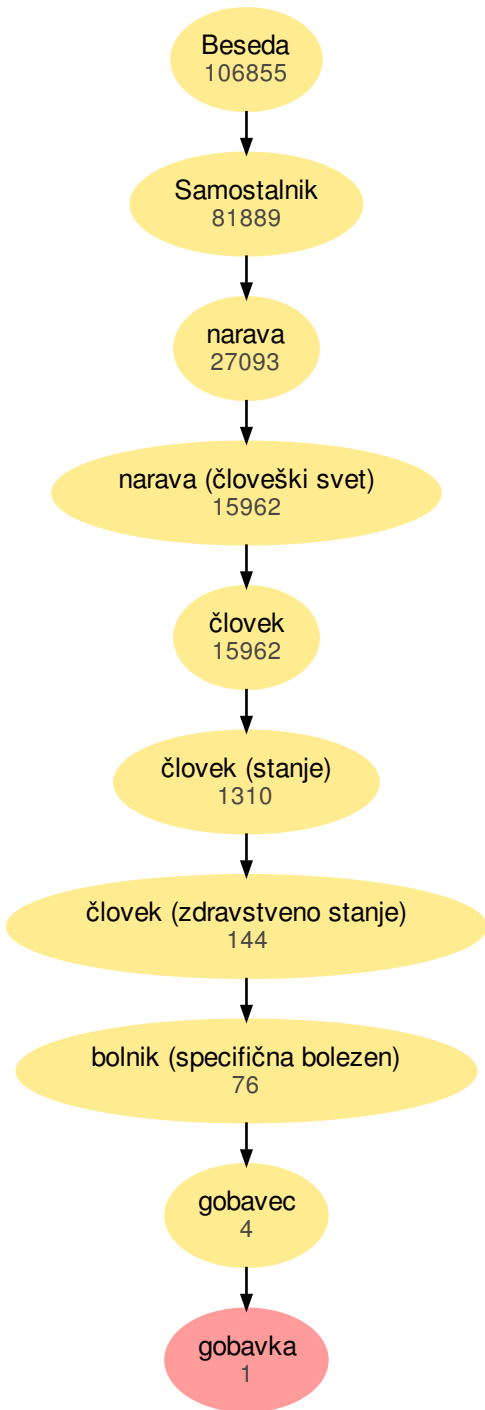 Beseda
106855
Samostalnik
81889
narava
27093
narava (človeški svet)
15962
človek
15962
človek (stanje)
1310
človek (zdravstveno stanje)
144
bolnik (specifična bolezen)
76
gobavec
4
gobavka
1